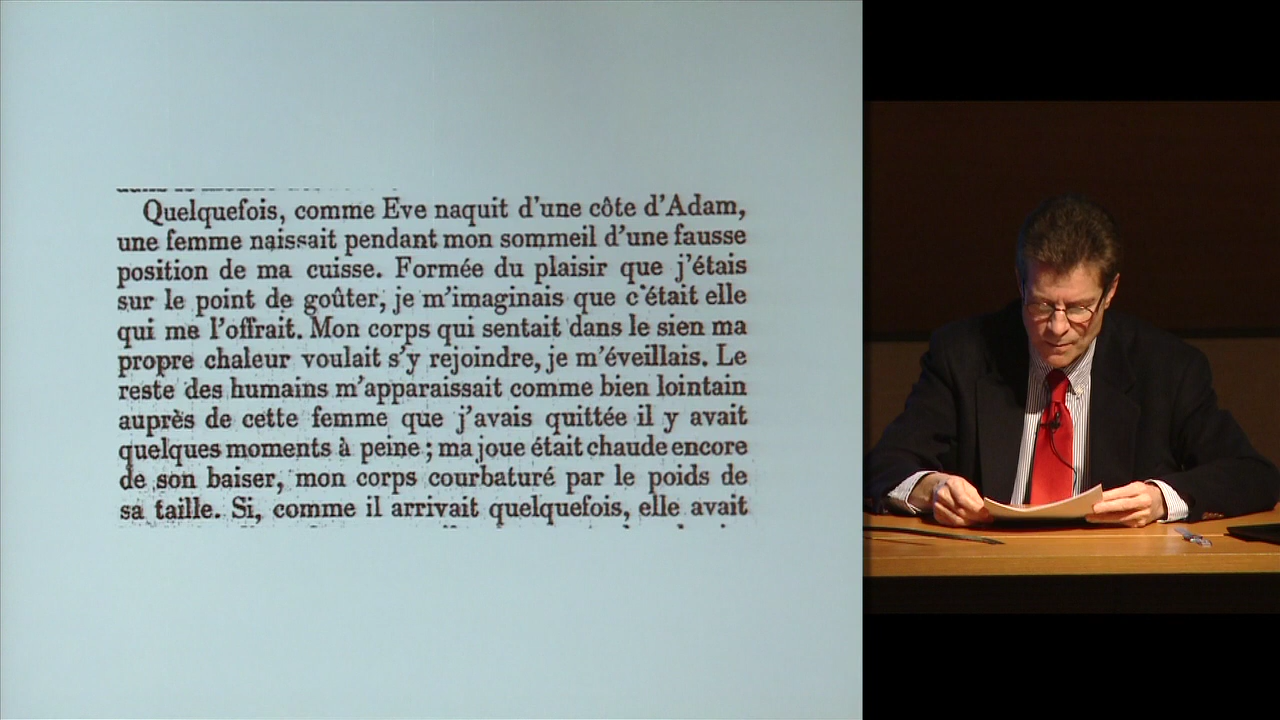 Quelquefois, comme Eve naquit d'une côte d'Adam,
une femme naissait pendant mon sommeil d'une fausse
position de ma cuisse. Formée du plaisir que j'étais
sur le point de goûter, je m'imaginais que c'était elle
qui me l'offrait. Mon corps qui sentait dans le sien ma
propre chaleur voulait s'y rejoindre, je m'éveillais. Le
reste des humains m'apparaissait comme bien lointain
auprès de cette femme que j'avais quittée il y avait
quelques moments à peine ; ma joue était chaude encore
de son baiser, mon corps courbaturé par le poids de
sa taille. Si, comme il arrivait quelquefois, elle avait